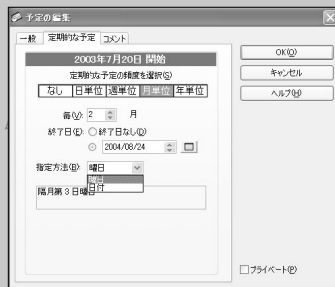 予定の編集
一般 定期的な予定 コメント
2003年7月20日 開始
定期的な予定の頻度を選択(S)
なし 日単位 週単位 月単位 年単位
毎(V): 2 月
終了日(E): 終了日なし(O)
2004/08/24
指定方法(B): 曜日
曜日
日付
隔月第3日曜
OK(O)
キャンセル
ヘルプ(H)
プライベート(P)